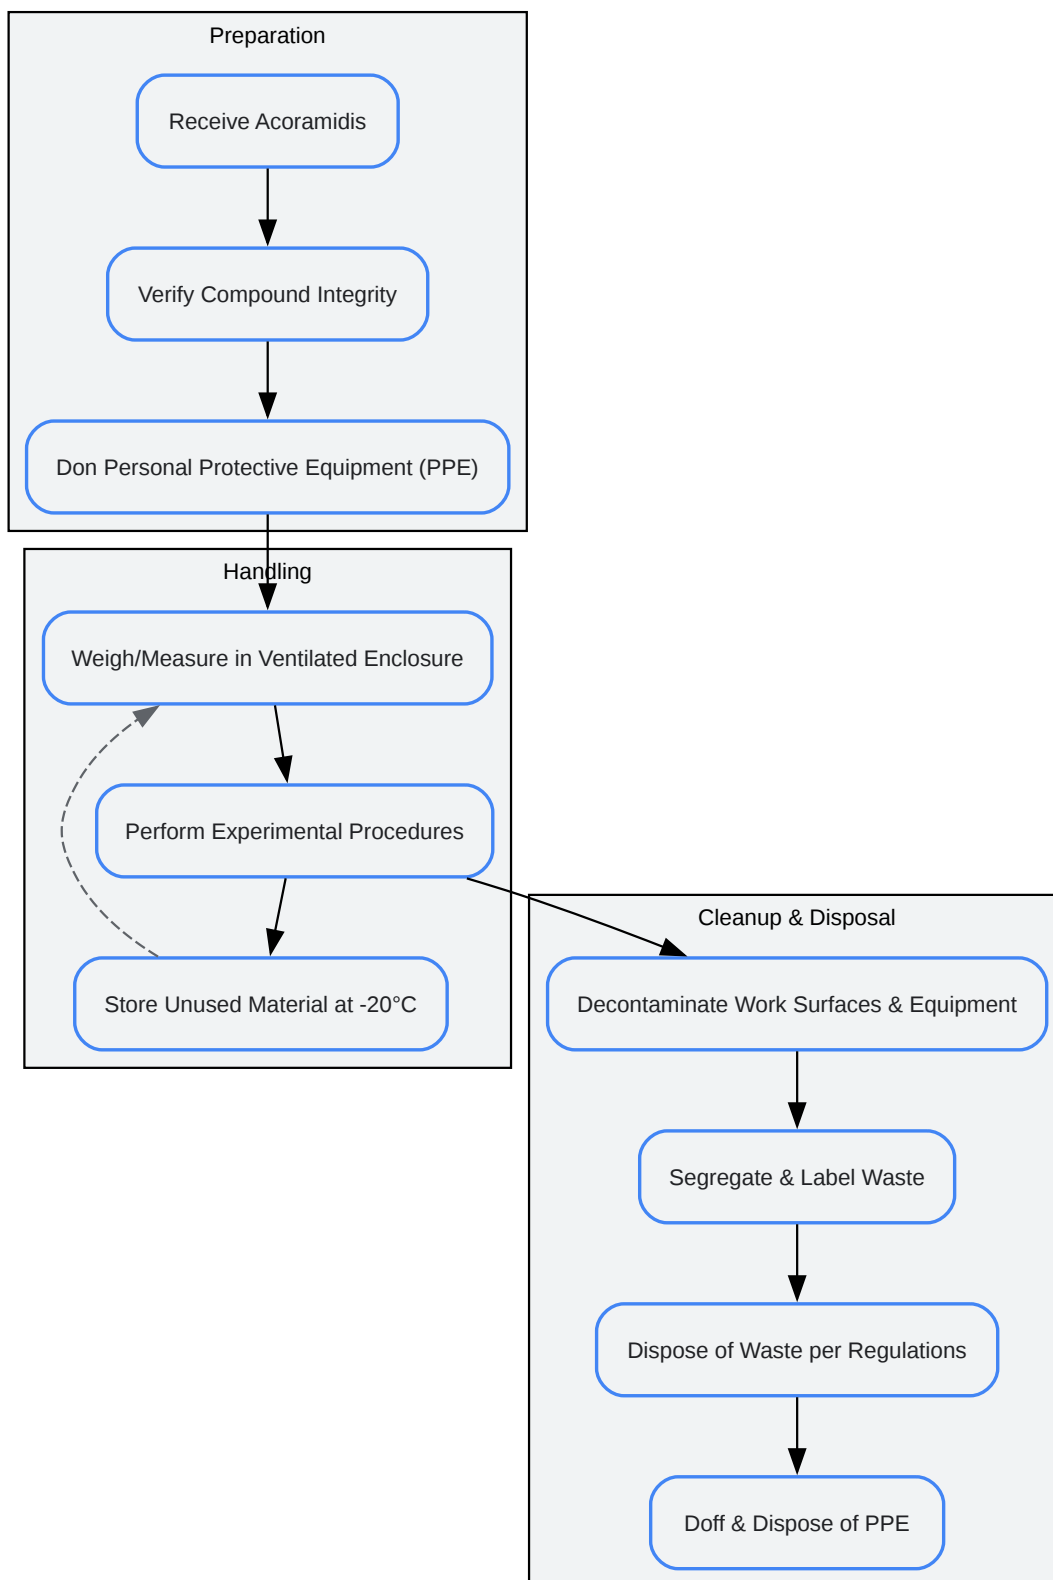 Preparation
Receive Acoramidis
Verify Compound Integrity
Don Personal Protective Equipment (PPE)
Handling
Weigh/Measure in Ventilated Enclosure
Perform Experimental Procedures
Store Unused Material at -20°C
Cleanup & Disposal
Decontaminate Work Surfaces & Equipment
Segregate & Label Waste
Dispose of Waste per Regulations
Doff & Dispose of PPE